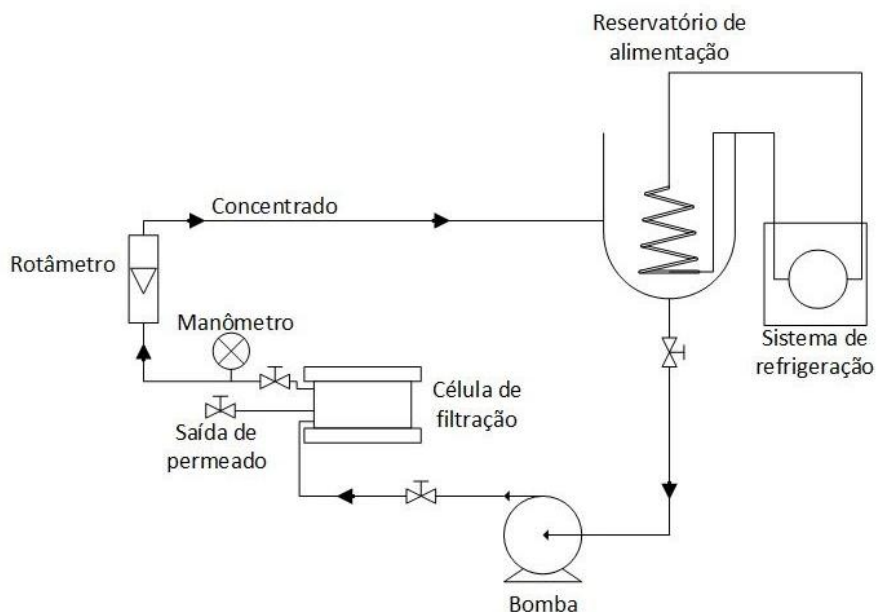 Reservatório de
alimentação
Concentrado
Rotâmetro
Manômetro
Sistema de
refrigeração
Célula de
filtração
Saída de
permeado
Bomba